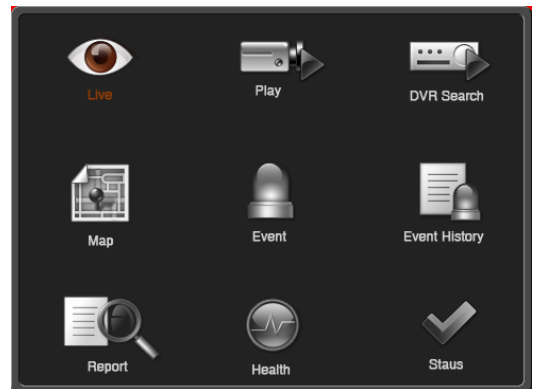 Live
Play
DVR Search
Map
Event
Event History
Report
Health
Staus